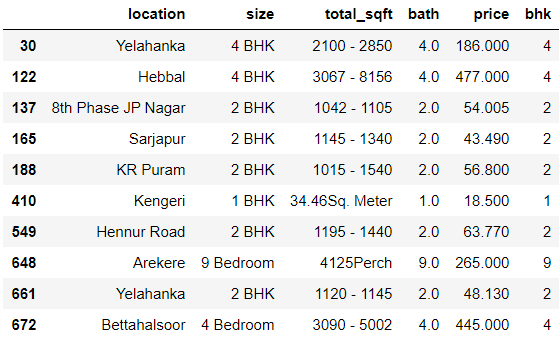 location size total_sqft bath price bhk
30 Yelahanka 4 BHK 2100 - 2850 4.0 186.000 4
122 Hebbal 4 BHK 3067 - 8156 4.0 477.000 4
137 8th Phase JP Nagar 2 BHK 1042 - 1105 2.0 54.005 2
165 Sarjapur 2 BHK 1145 - 1340 2.0 43.490 2
188 KR Puram 2 BHK 1015 - 1540 2.0 56.800 2
410 Kengeri 1 BHK 34.46Sq. Meter 1.0 18.500 1
549 Hennur Road 2 BHK 1195 - 1440 2.0 63.770 2
648 Arekere 9 Bedroom 4125Perch 9.0 265.000 9
661 Yelahanka 2 BHK 1120 - 1145 2.0 48.130 2
672 Bettahalsoor 4 Bedroom 3090 - 5002 4.0 445.000 4